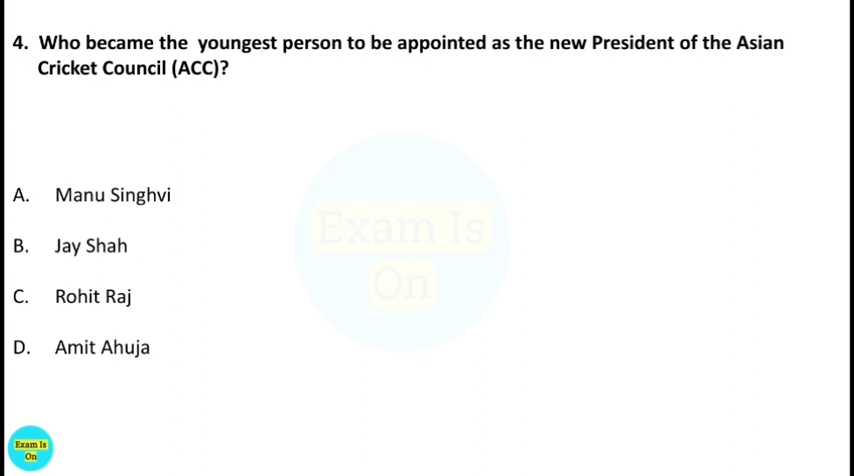 4. Who became the youngest person to be appointed as the new President of the Asian
Cricket Council (ACC)?
Exam Is
On
A. Manu Singhvi
B. Jay Shah
C. Rohit Raj
D. Amit Ahuja
Exam Is
On